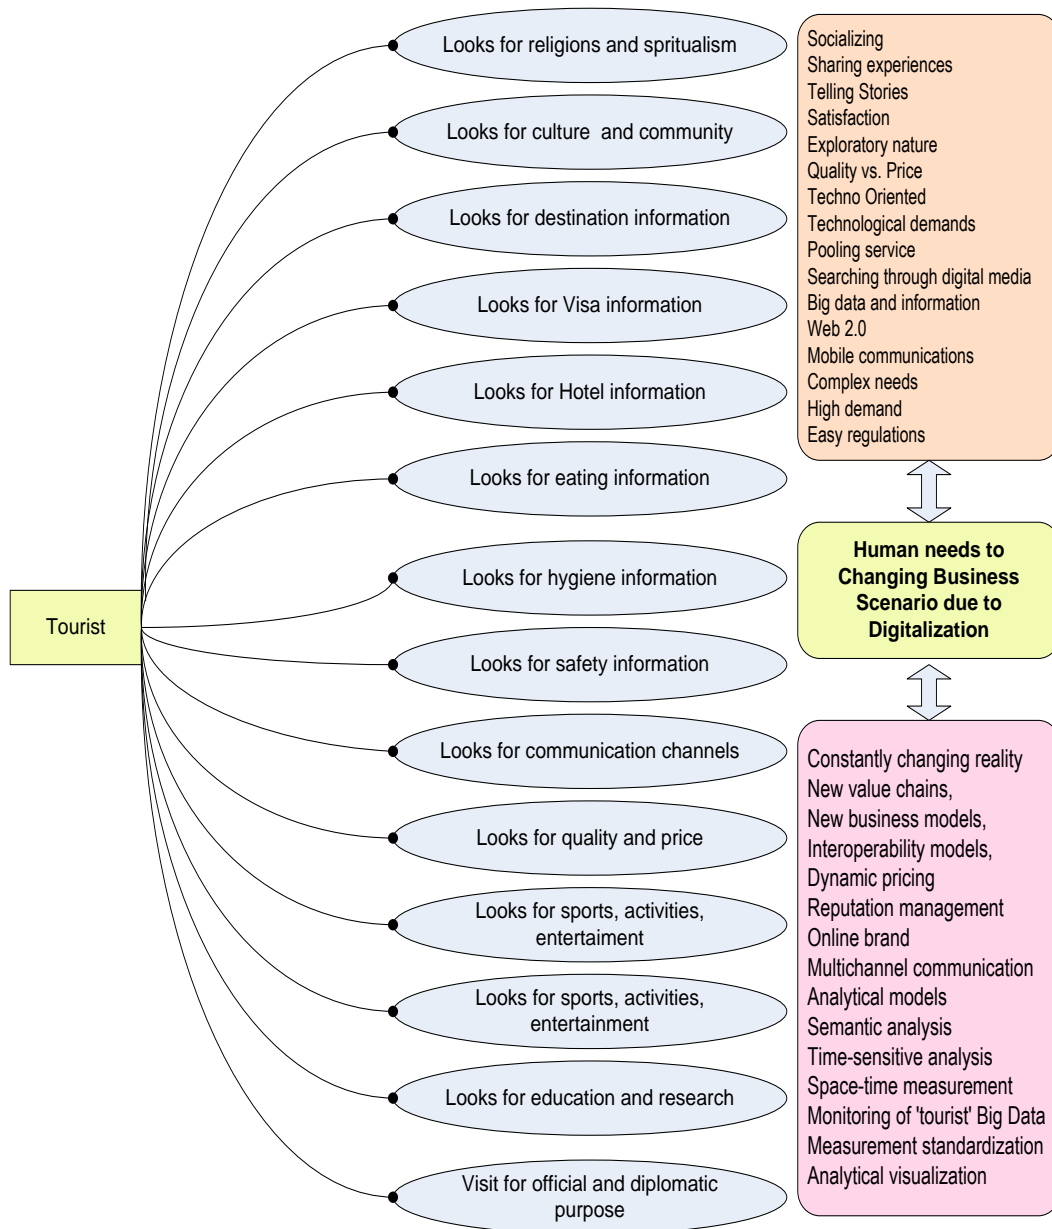 Tourist
Looks for religions and spritualism
Looks for culture and community
Looks for destination information
Looks for Visa information
Looks for Hotel information
Looks for eating information
Looks for hygiene information
Looks for safety information
Looks for communication channels
Looks for quality and price
Looks for sports, activities,
entertaiment
Looks for sports, activities,
entertainment
Looks for education and research
Visit for official and diplomatic
purpose
Socializing
Sharing experiences
Telling Stories
Satisfaction
Exploratory nature
Quality vs. Price
Techno Oriented
Technological demands
Pooling service
Searching through digital media
Big data and information
Web 2.0
Mobile communications
Complex needs
High demand
Easy regulations
Human needs to
Changing Business
Scenario due to
Digitalization
Constantly changing reality
New value chains,
New business models,
Interoperability models,
Dynamic pricing
Reputation management
Online brand
Multichannel communication
Analytical models
Semantic analysis
Time-sensitive analysis
Space-time measurement
Monitoring of 'tourist' Big Data
Measurement standardization
Analytical visualization